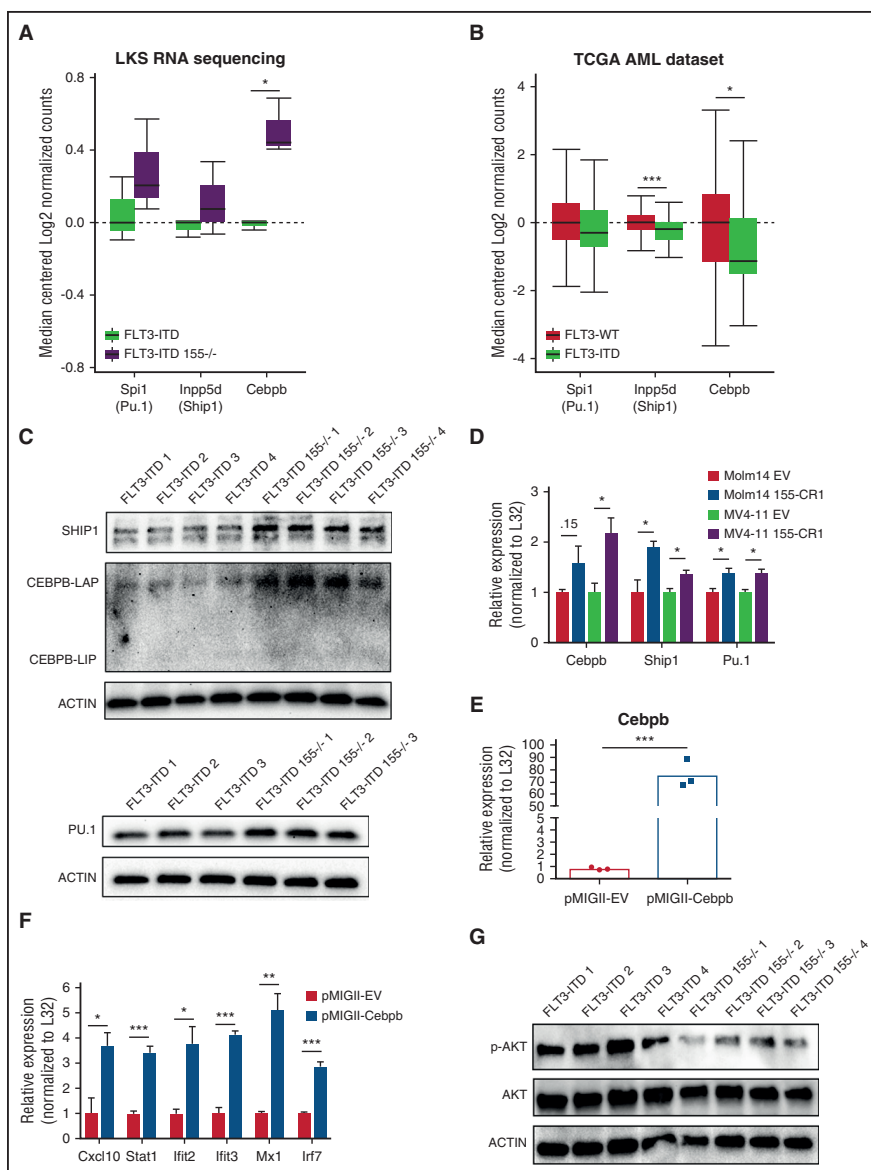 A
LKS RNA sequencing
Median centered Log2 normalized counts
0.8
0.4
0.0
-0.4
-0.8
*
FLT3-ITD
FLT3-ITD 155-/-
Spi1
(Pu.1)
Inpp5d
(Ship1)
Cebpb
B
TCGA AML dataset
Median centered Log2 normalized counts
4
2
0
-2
-4
***
*
FLT3-WT
FLT3-ITD
Spi1
(Pu.1)
Inpp5d
(Ship1)
Cebpb
C
FLT3-ITD 1
FLT3-ITD 2
FLT3-ITD 3
FLT3-ITD 4
FLT3-ITD 155-/- 1
FLT3-ITD 155-/- 2
FLT3-ITD 155-/- 3
FLT3-ITD 155-/- 4
SHIP1
CEBPB-LAP
CEBPB-LIP
ACTIN
FLT3-ITD 1
FLT3-ITD 2
FLT3-ITD 3
FLT3-ITD 155-/- 1
FLT3-ITD 155-/- 2
FLT3-ITD 155-/- 3
PU.1
ACTIN
D
Relative expression
(normalized to L32)
3
2
1
0
.15
*
*
*
*
*
Molm14 EV
Molm14 155-CR1
MV4-11 EV
MV4-11 155-CR1
Cebpb
Ship1
Pu.1
E
Cebpb
Relative expression
(normalized to L32)
100
90
80
70
60
50
5
4
3
2
1
0
***
pMIGII-EV
pMIGII-Cebpb
F
Relative expression
(normalized to L32)
6
5
4
3
2
1
0
*
***
*
***
**
***
pMIGII-EV
pMIGII-Cebpb
Cxcl10
Stat1
Ifit2
Ifit3
Mx1
Irf7
G
FLT3-ITD 1
FLT3-ITD 2
FLT3-ITD 3
FLT3-ITD 4
FLT3-ITD 155-/- 1
FLT3-ITD 155-/- 2
FLT3-ITD 155-/- 3
FLT3-ITD 155-/- 4
p-AKT
AKT
ACTIN